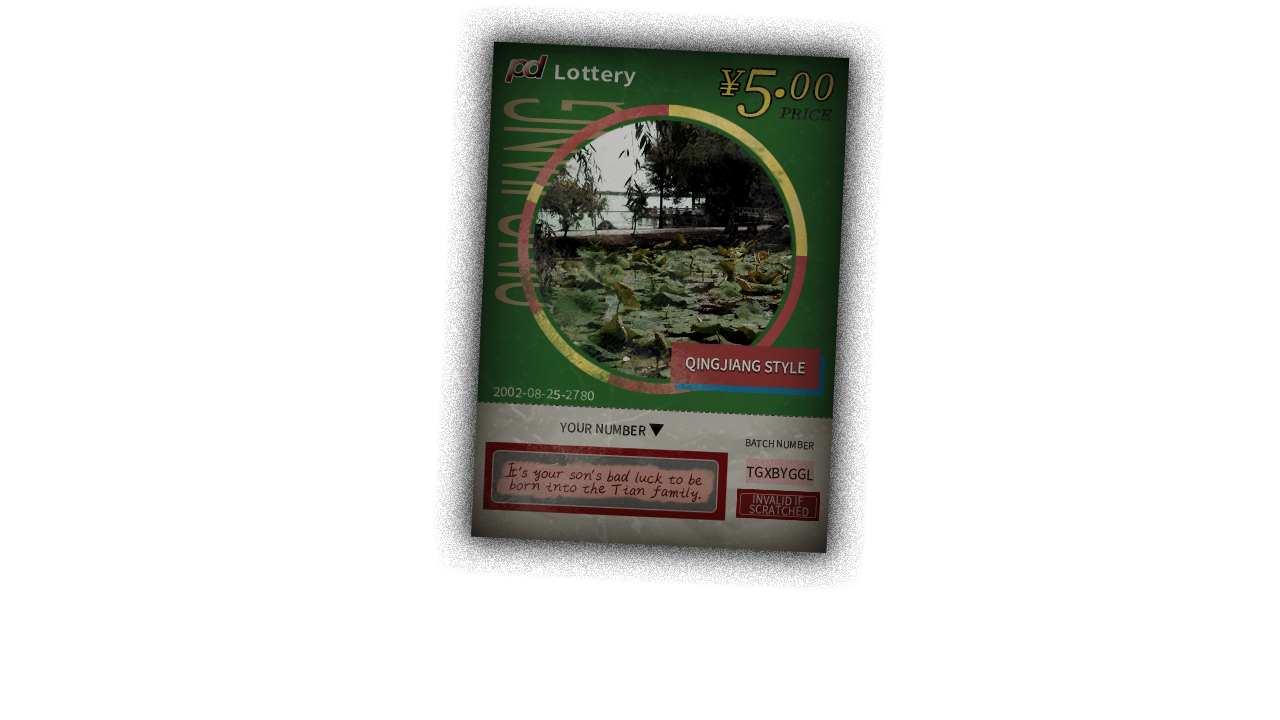 pd Lottery
¥5.00
PRICE
QINGJIANG
QINGJIANG STYLE
2002-08-25-2780
YOUR NUMBER ▼
BATCH NUMBER
It's your son's bad luck to be
born into the Tian family.
TGXBYGGL
INVALID IF
SCRATCHED